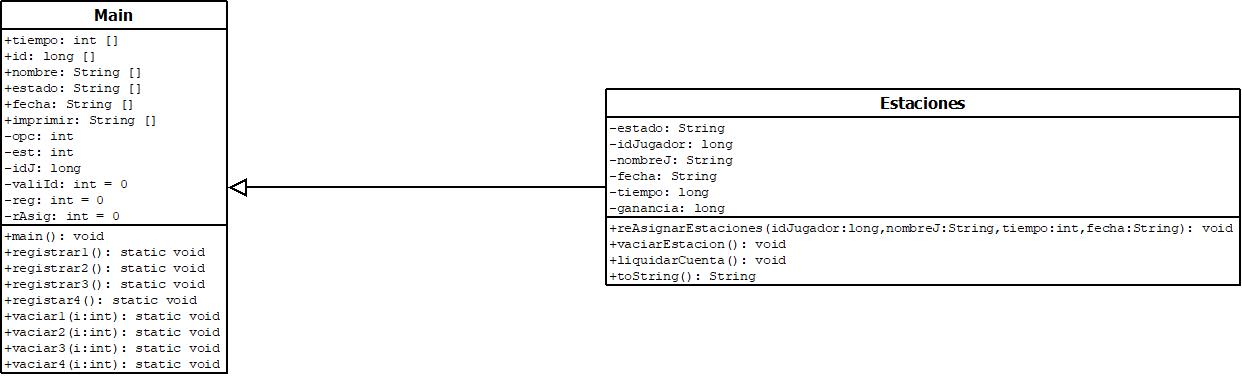 Main
+tiempo: int []
+id: long []
+nombre: String []
+estado: String []
+fecha: String []
+imprimir: String []
-opc: int
-est: int
-idJ: long
-valiId: int = 0
-reg: int = 0
-rAsig: int = 0
+main(): void
+registrar1(): static void
+registrar2(): static void
+registrar3(): static void
+registar4(): static void
+vaciar1(i:int): static void
+vaciar2(i:int): static void
+vaciar3(i:int): static void
+vaciar4(i:int): static void
Estaciones
-estado: String
-idJugador: long
-nombreJ: String
-fecha: String
-tiempo: long
-ganancia: long
+reAsignarEstaciones(idJugador:long,nombreJ:String,tiempo:int,fecha:String): void
+vaciarEstacion(): void
+liquidarCuenta(): void
+toString(): String